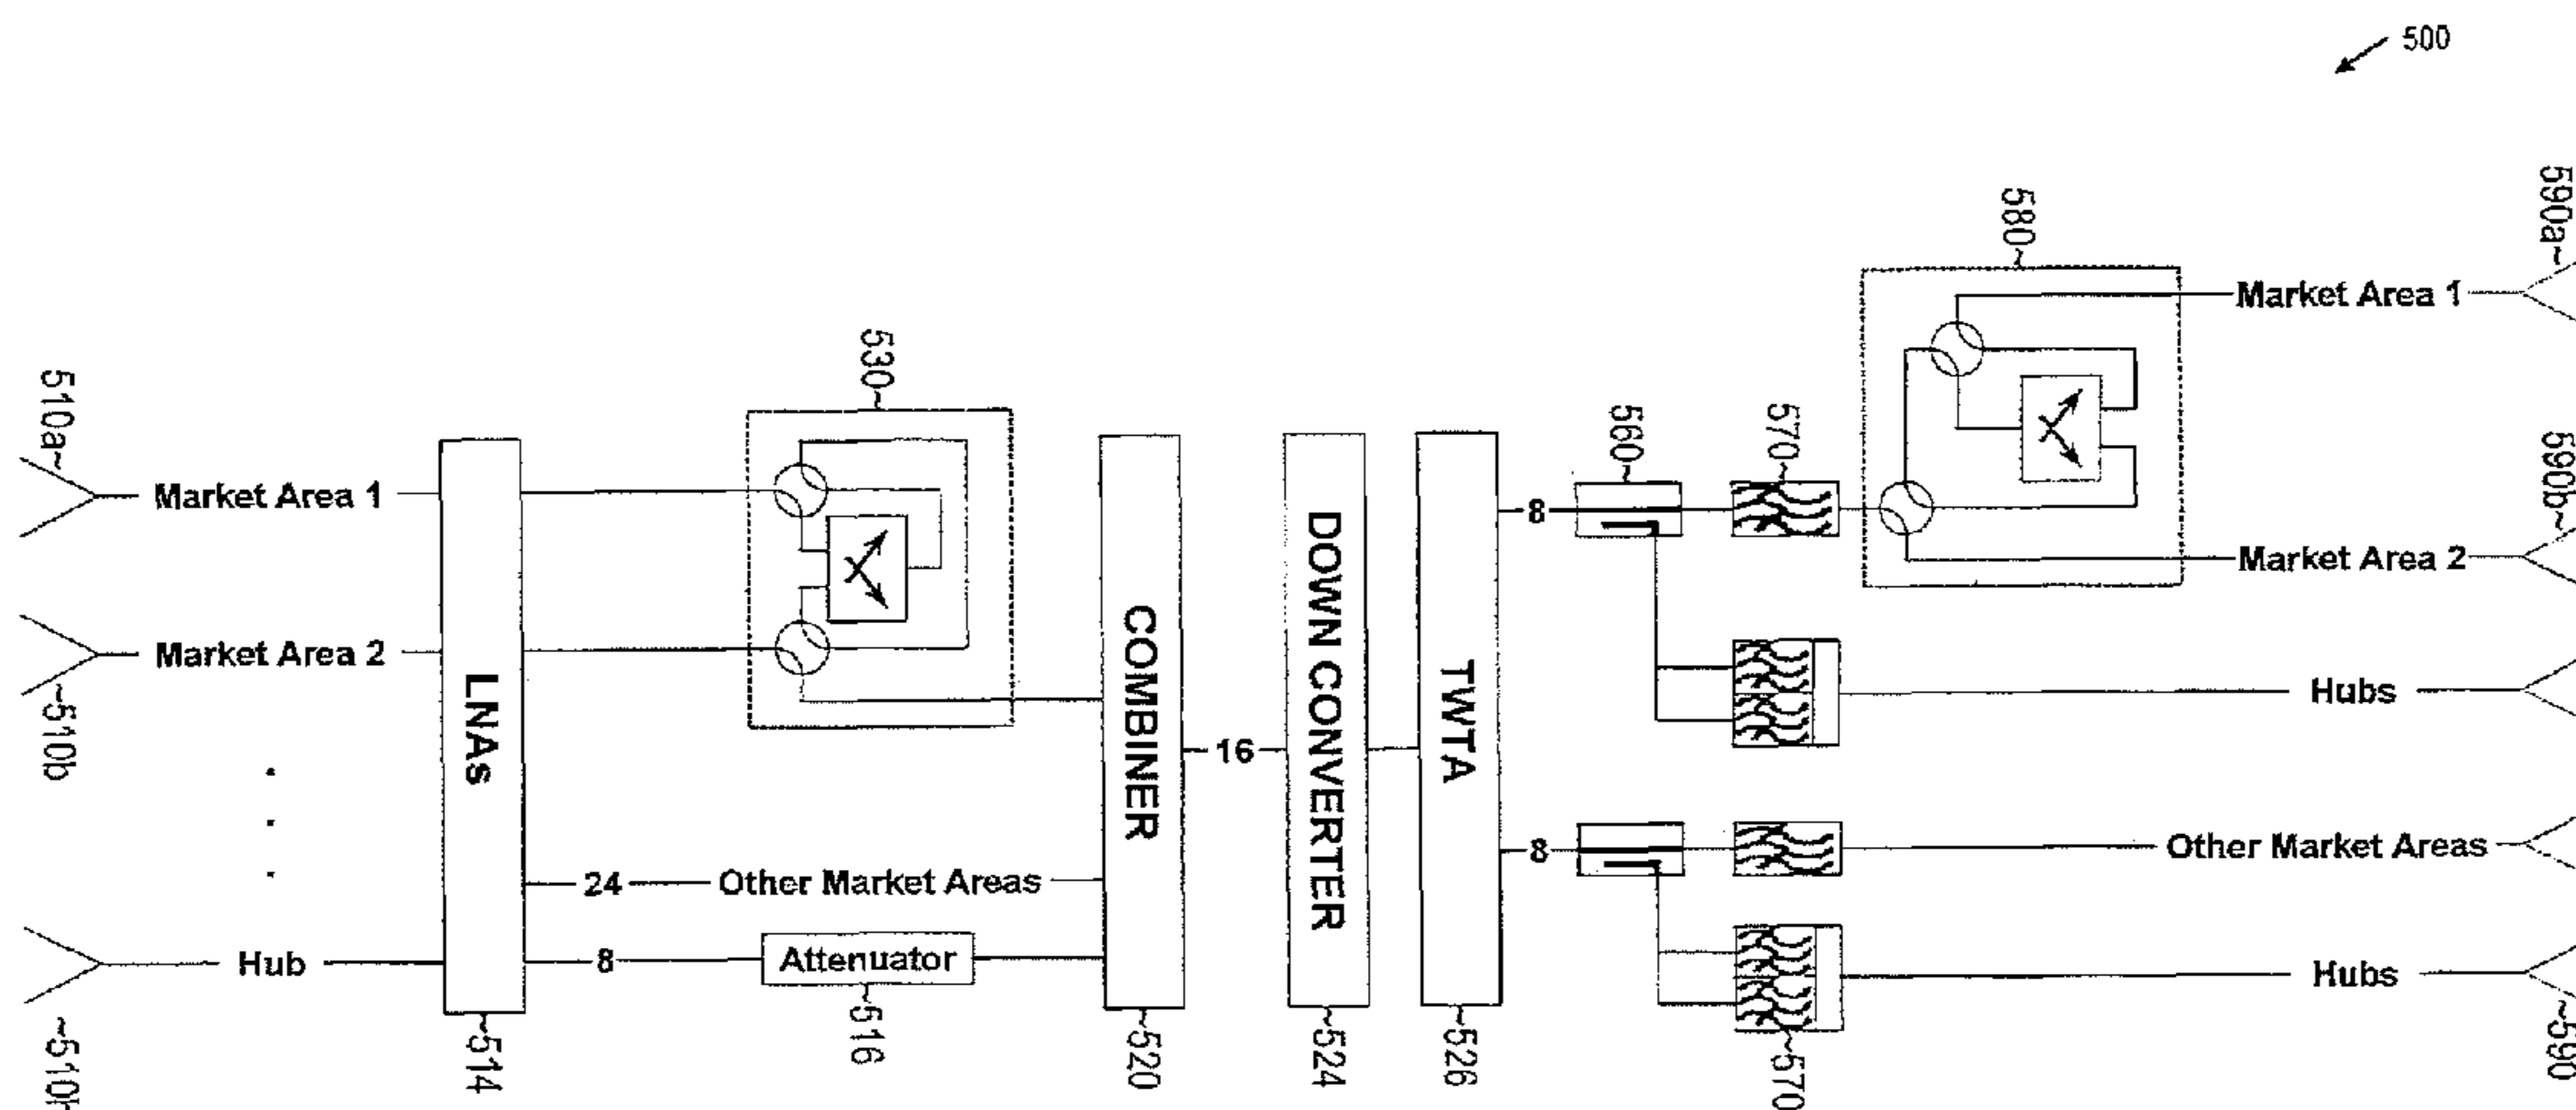 500
590a
580
Market Area 1
530
560
570
590b
510a
Market Area 1
Market Area 2
Market Area 2
510b
LNAs
COMBINER
16
DOWN CONVERTER
TWTA
8
Hubs
24
Other Market Areas
8
Other Market Areas
Hub
8
Attenuator
Hubs
514
516
520
524
526
570